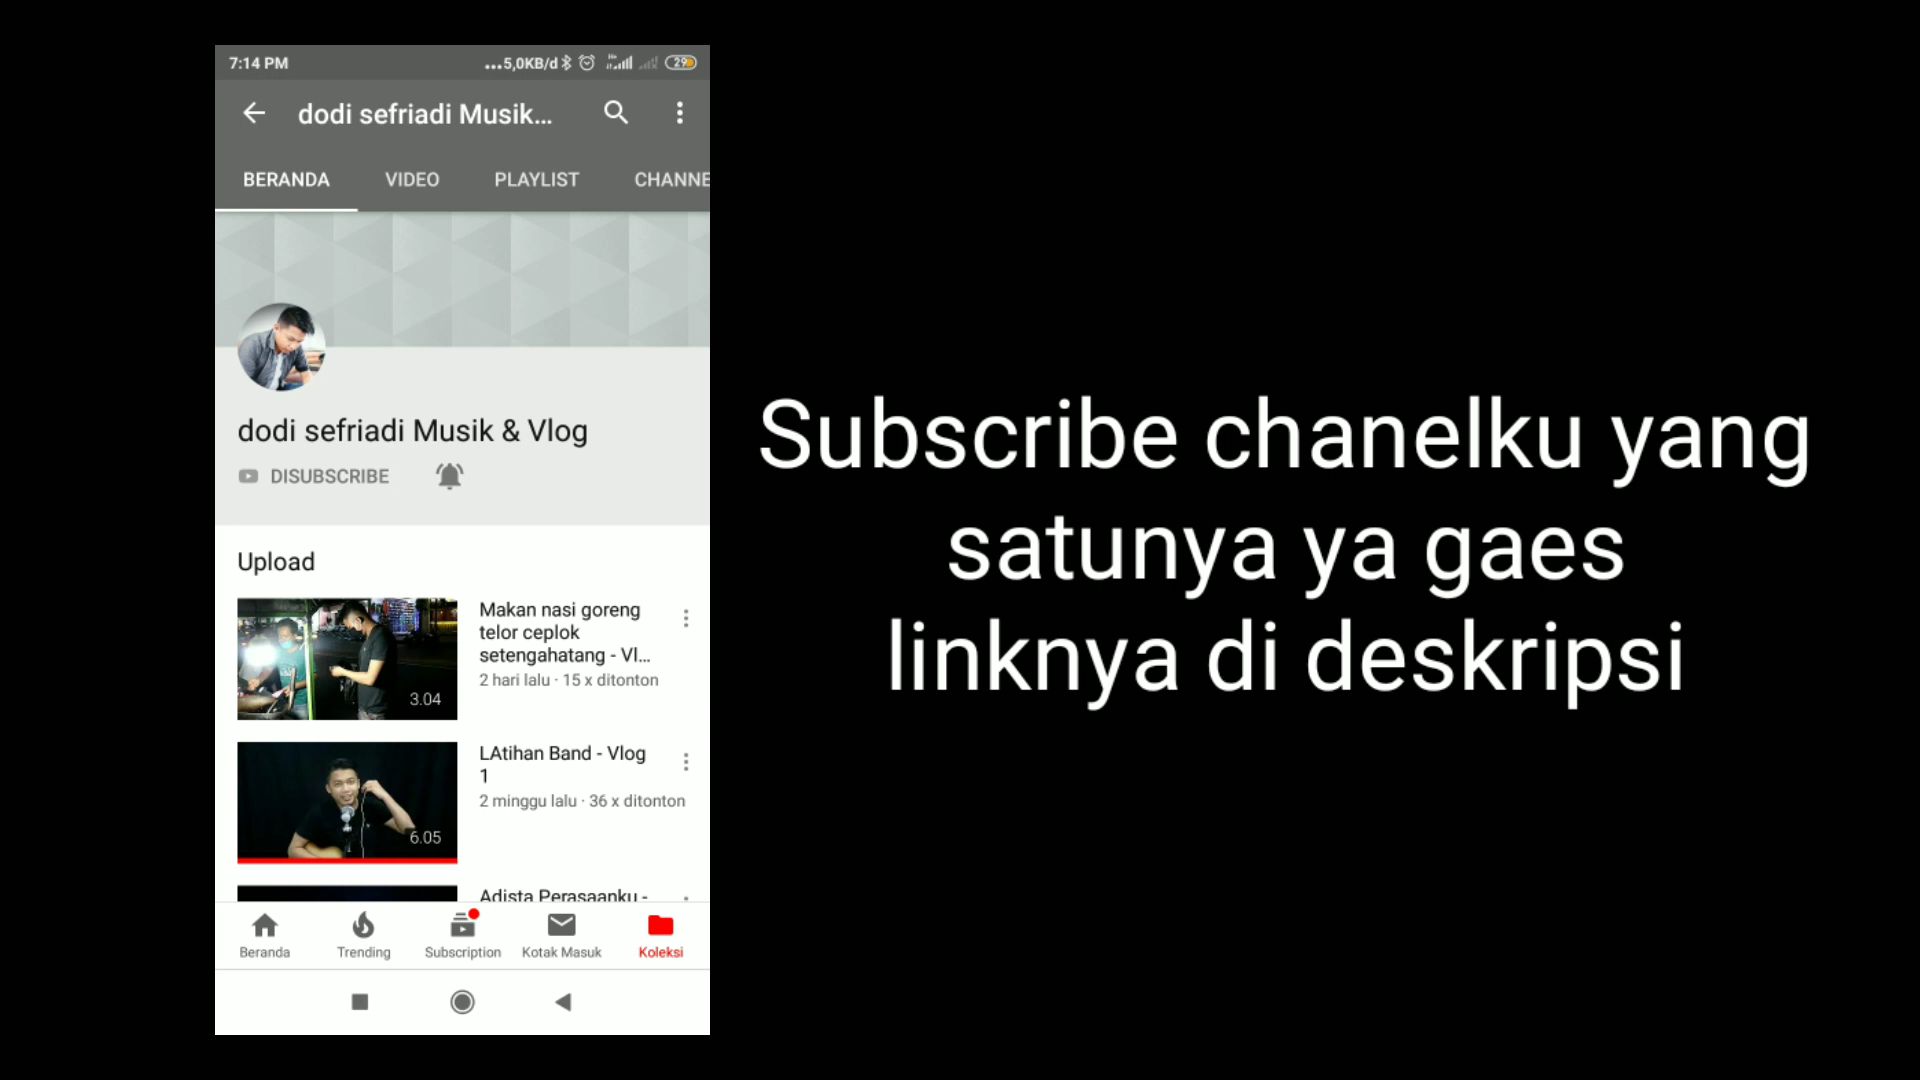 7:14 PM
...5,0KB/d
29
dodi sefriadi Musik...
BERANDA
VIDEO
PLAYLIST
CHANNE
dodi sefriadi Musik & Vlog
DISUBSCRIBE
Upload
Makan nasi goreng
telor ceplok
setengahatang - Vl...
2 hari lalu · 15 x ditonton
3.04
LAtihan Band - Vlog
1
2 minggu lalu · 36 x ditonton
6.05
Adista Perasaanku -
Beranda
Trending
Subscription
Kotak Masuk
Koleksi
Subscribe chanelku yang
satunya ya gaes
linknya di deskripsi